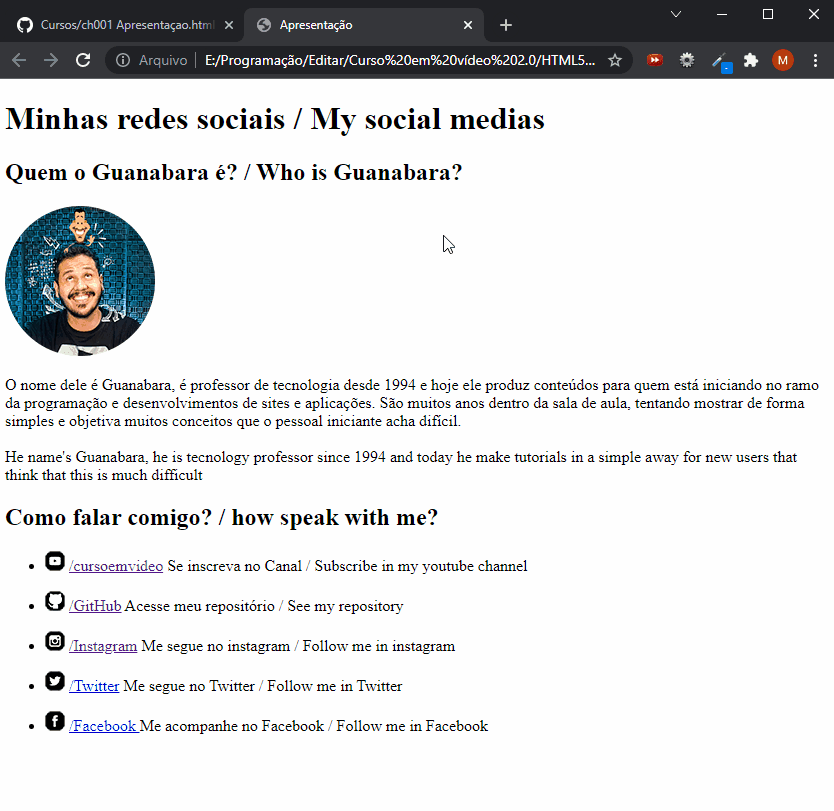 Cursos/ch001 Apresentaçao.html
Apresentação
Arquivo | E:/Programação/Editar/Curso%20em%20vídeo%202.0/HTML5...
M
Minhas redes sociais / My social medias
Quem o Guanabara é? / Who is Guanabara?
O nome dele é Guanabara, é professor de tecnologia desde 1994 e hoje ele produz conteúdos para quem está iniciando no ramo
da programação e desenvolvimentos de sites e aplicações. São muitos anos dentro da sala de aula, tentando mostrar de forma
simples e objetiva muitos conceitos que o pessoal iniciante acha difícil.
He name's Guanabara, he is tecnology professor since 1994 and today he make tutorials in a simple away for new users that
think that this is much difficult
Como falar comigo? / how speak with me?
/cursoemvideo Se inscreva no Canal / Subscribe in my youtube channel
/GitHub Acesse meu repositório / See my repository
/Instagram Me segue no instagram / Follow me in instagram
/Twitter Me segue no Twitter / Follow me in Twitter
/Facebook Me acompanhe no Facebook / Follow me in Facebook